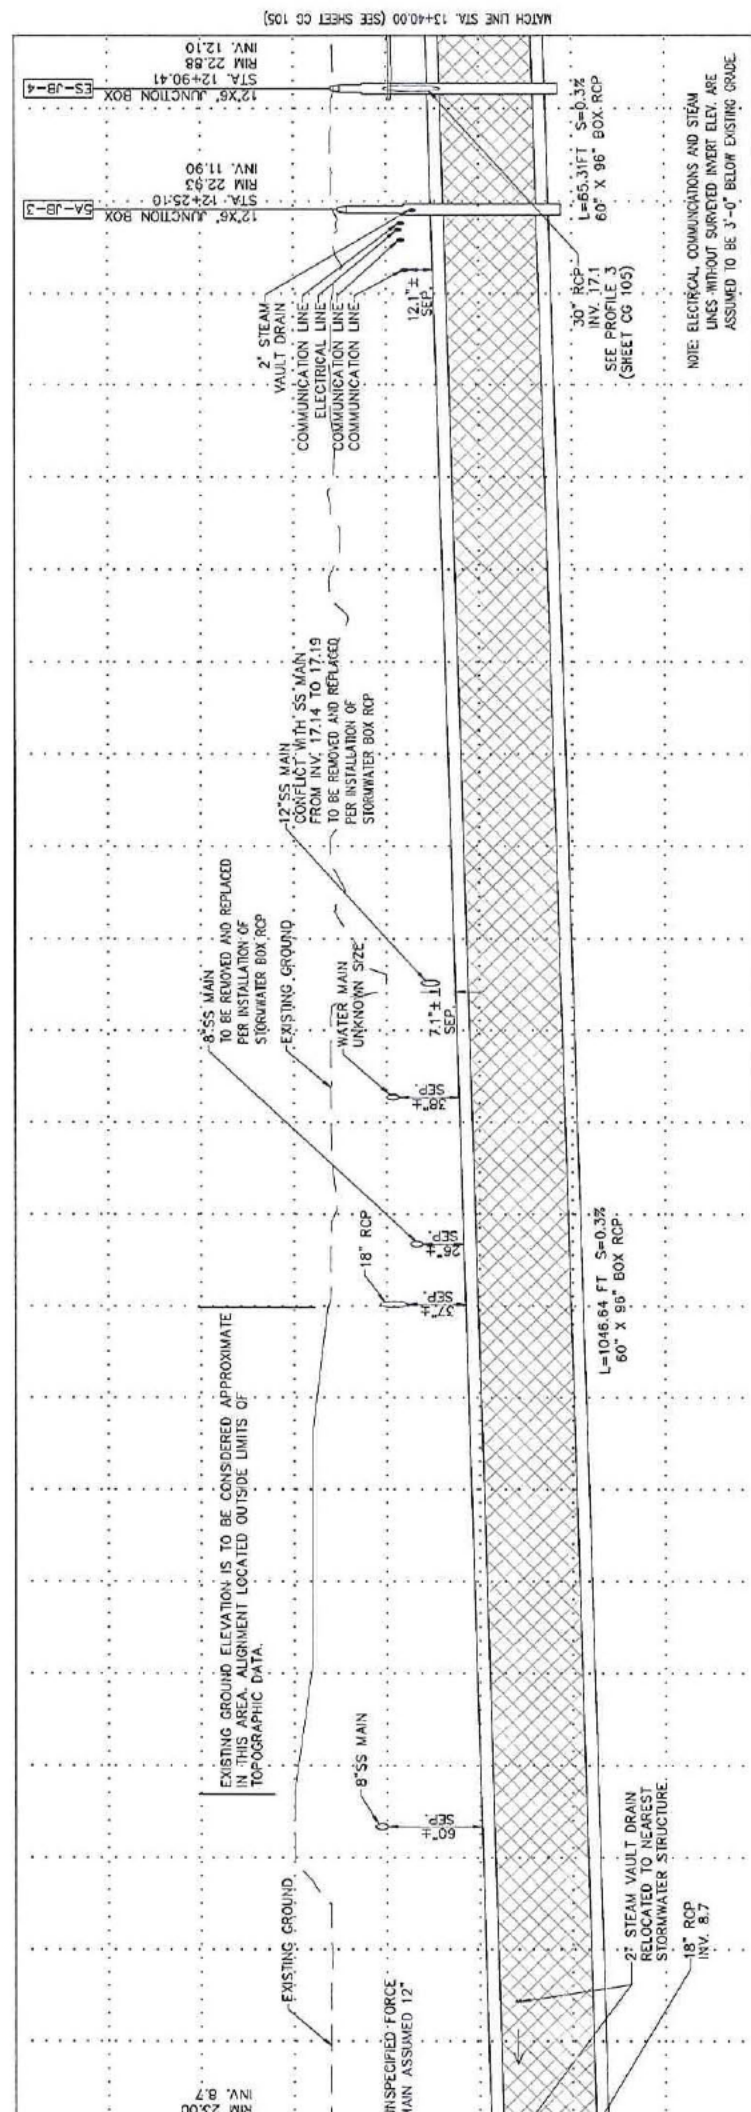 MATCH LINE STA. 13+40.00 (SEE SHEET CG 105)
ES-JB-4
12'X6' JUNCTION BOX
STA. 12+90.41
RIM 22.88
INV. 12.10
5A-JB-3
12'X6' JUNCTION BOX
STA. 12+25.10
RIM 22.93
INV. 11.90
2" STEAM
VAULT DRAIN
COMMUNICATION LINE
ELECTRICAL LINE
COMMUNICATION LINE
COMMUNICATION LINE
12.1"±
SEP.
L=65.31FT S=0.3%
60" X 96" BOX RCP
30" RCP
INV. 17.1
SEE PROFILE 3
(SHEET CG 105)
NOTE: ELECTRICAL, COMMUNICATIONS AND STEAM
LINES WITHOUT SURVEYED INVERT ELEV. ARE
ASSUMED TO BE 3'-0" BELOW EXISTING GRADE.
12"SS MAIN
CONFLICT WITH SS MAIN
FROM INV. 17.14 TO 17.19
TO BE REMOVED AND REPLACED
PER INSTALLATION OF
STORMWATER BOX RCP
8"SS MAIN
TO BE REMOVED AND REPLACED
PER INSTALLATION OF
STORMWATER BOX RCP
EXISTING GROUND
WATER MAIN
UNKNOWN SIZE
7.1"±
SEP.
38"±
SEP.
26"±
SEP.
18" RCP
37"±
SEP.
L=1046.64 FT S=0.3%
60" X 96" BOX RCP
EXISTING GROUND ELEVATION IS TO BE CONSIDERED APPROXIMATE
IN THIS AREA. ALIGNMENT LOCATED OUTSIDE LIMITS OF
TOPOGRAPHIC DATA.
8"SS MAIN
60"±
SEP.
EXISTING GROUND
2" STEAM VAULT DRAIN
RELOCATED TO NEAREST
STORMWATER STRUCTURE.
18" RCP
INV. 8.7
NSPECIFIED FORCE
MAIN ASSUMED 12"
RIM 23.00
INV. 8.7